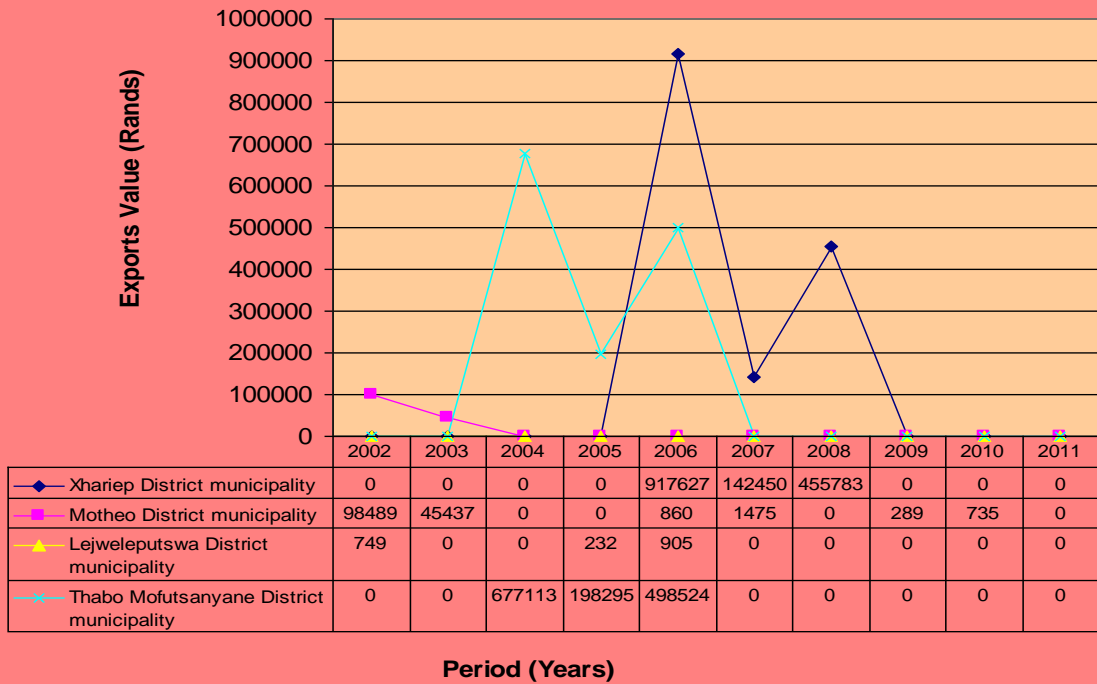 Exports Value (Rands)
1000000
900000
800000
700000
600000
500000
400000
300000
200000
100000
0
2002 2003 2004 2005 2006 2007 2008 2009 2010 2011
Xhariep District municipality 0 0 0 0 917627 142450 455783 0 0 0
Motheo District municipality 98489 45437 0 0 860 1475 0 289 735 0
Lejweleputswa District
municipality 749 0 0 232 905 0 0 0 0 0
Thabo Mofutsanyane District
municipality 0 0 677113 198295 498524 0 0 0 0 0
Period (Years)